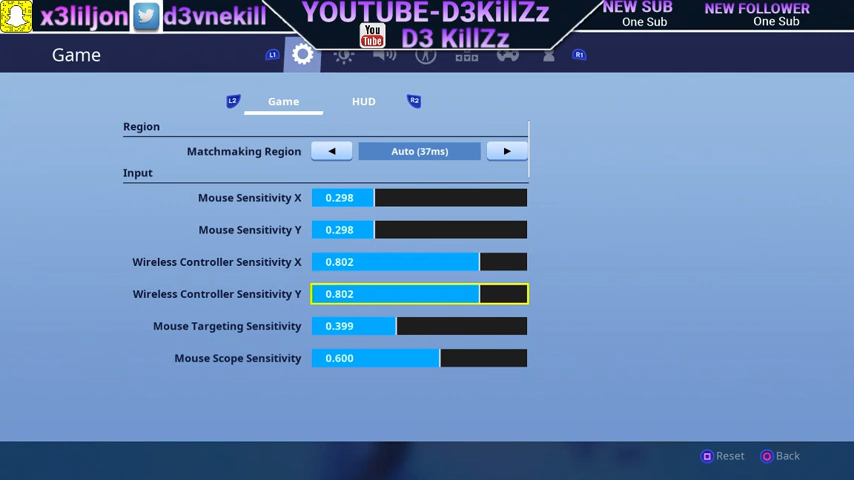 x3liljon d3vnekill
YOUTUBE-D3KillZz
You Tube
D3 KillZz
NEW SUB
One Sub
NEW FOLLOWER
One Sub
Game
L1 R1
L2 Game HUD R2
Region
Matchmaking Region Auto (37ms)
Input
Mouse Sensitivity X 0.298
Mouse Sensitivity Y 0.298
Wireless Controller Sensitivity X 0.802
Wireless Controller Sensitivity Y 0.802
Mouse Targeting Sensitivity 0.399
Mouse Scope Sensitivity 0.600
Reset Back